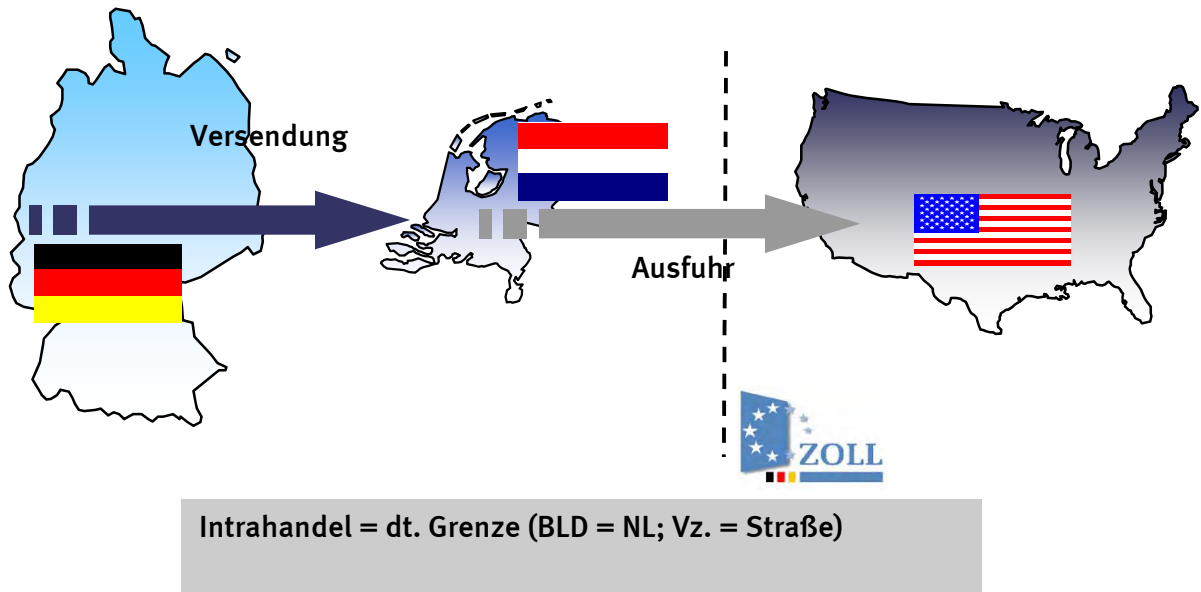 Versendung
Ausfuhr
ZOLL
Intrahandel = dt. Grenze (BLD = NL; Vz. = Straße)